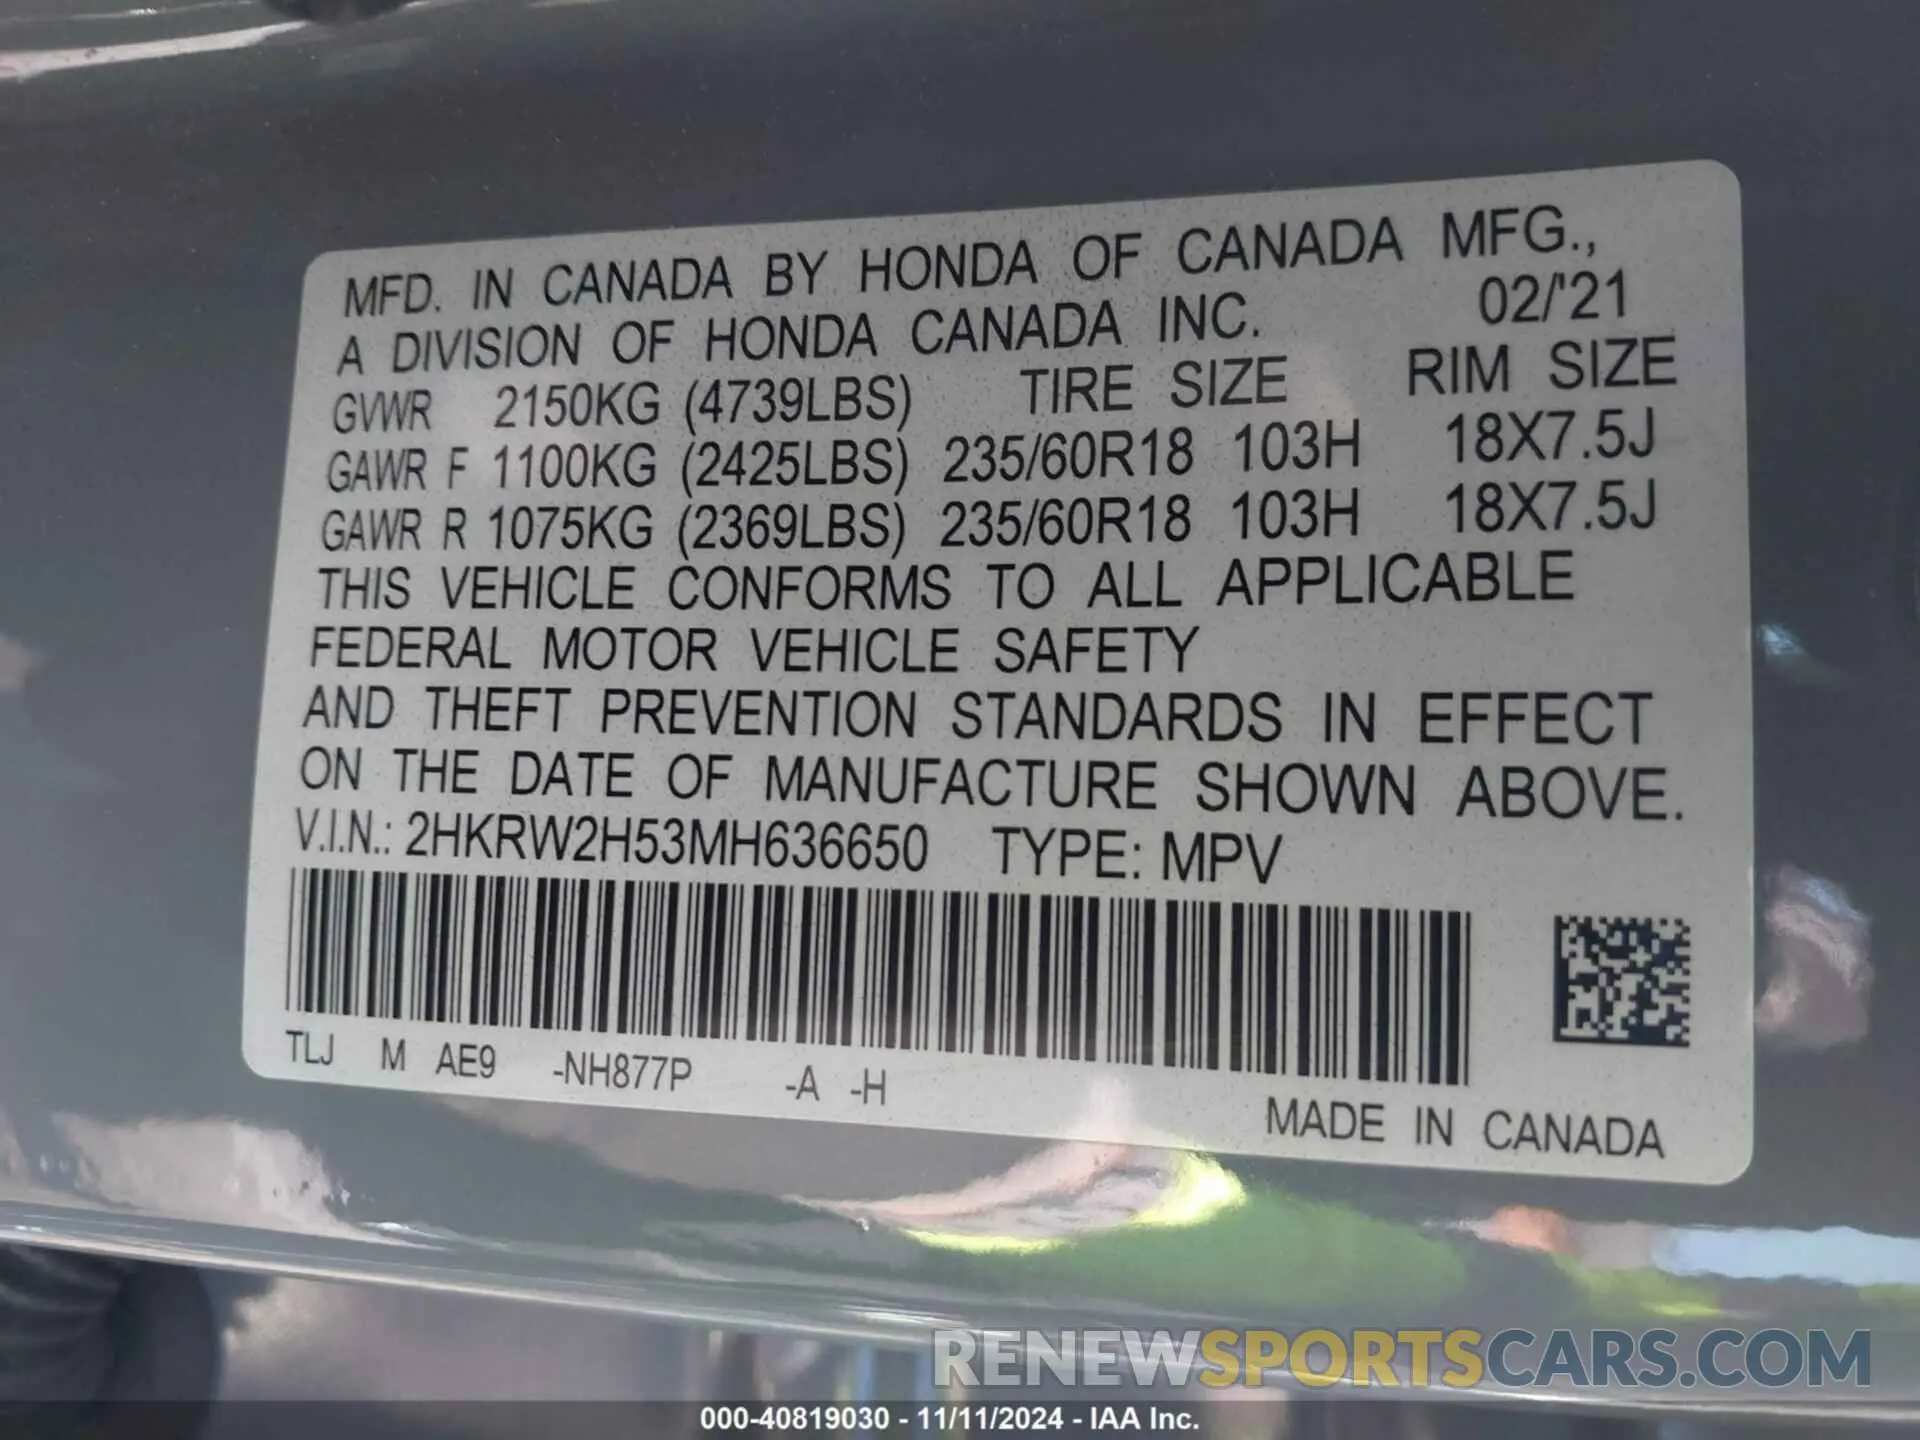 MFD. IN CANADA BY HONDA OF CANADA MFG.,
A DIVISION OF HONDA CANADA INC. 02/'21
GVWR 2150KG (4739LBS) TIRE SIZE RIM SIZE
GAWR F 1100KG (2425LBS) 235/60R18 103H 18X7.5J
GAWR R 1075KG (2369LBS) 235/60R18 103H 18X7.5J
THIS VEHICLE CONFORMS TO ALL APPLICABLE
FEDERAL MOTOR VEHICLE SAFETY
AND THEFT PREVENTION STANDARDS IN EFFECT
ON THE DATE OF MANUFACTURE SHOWN ABOVE.
V.I.N.: 2HKRW2H53MH636650 TYPE: MPV
TLJ M AE9 -NH877P -A -H
MADE IN CANADA
RENEWSPORTSCARS.COM
000-40819030 - 11/11/2024 - IAA Inc.